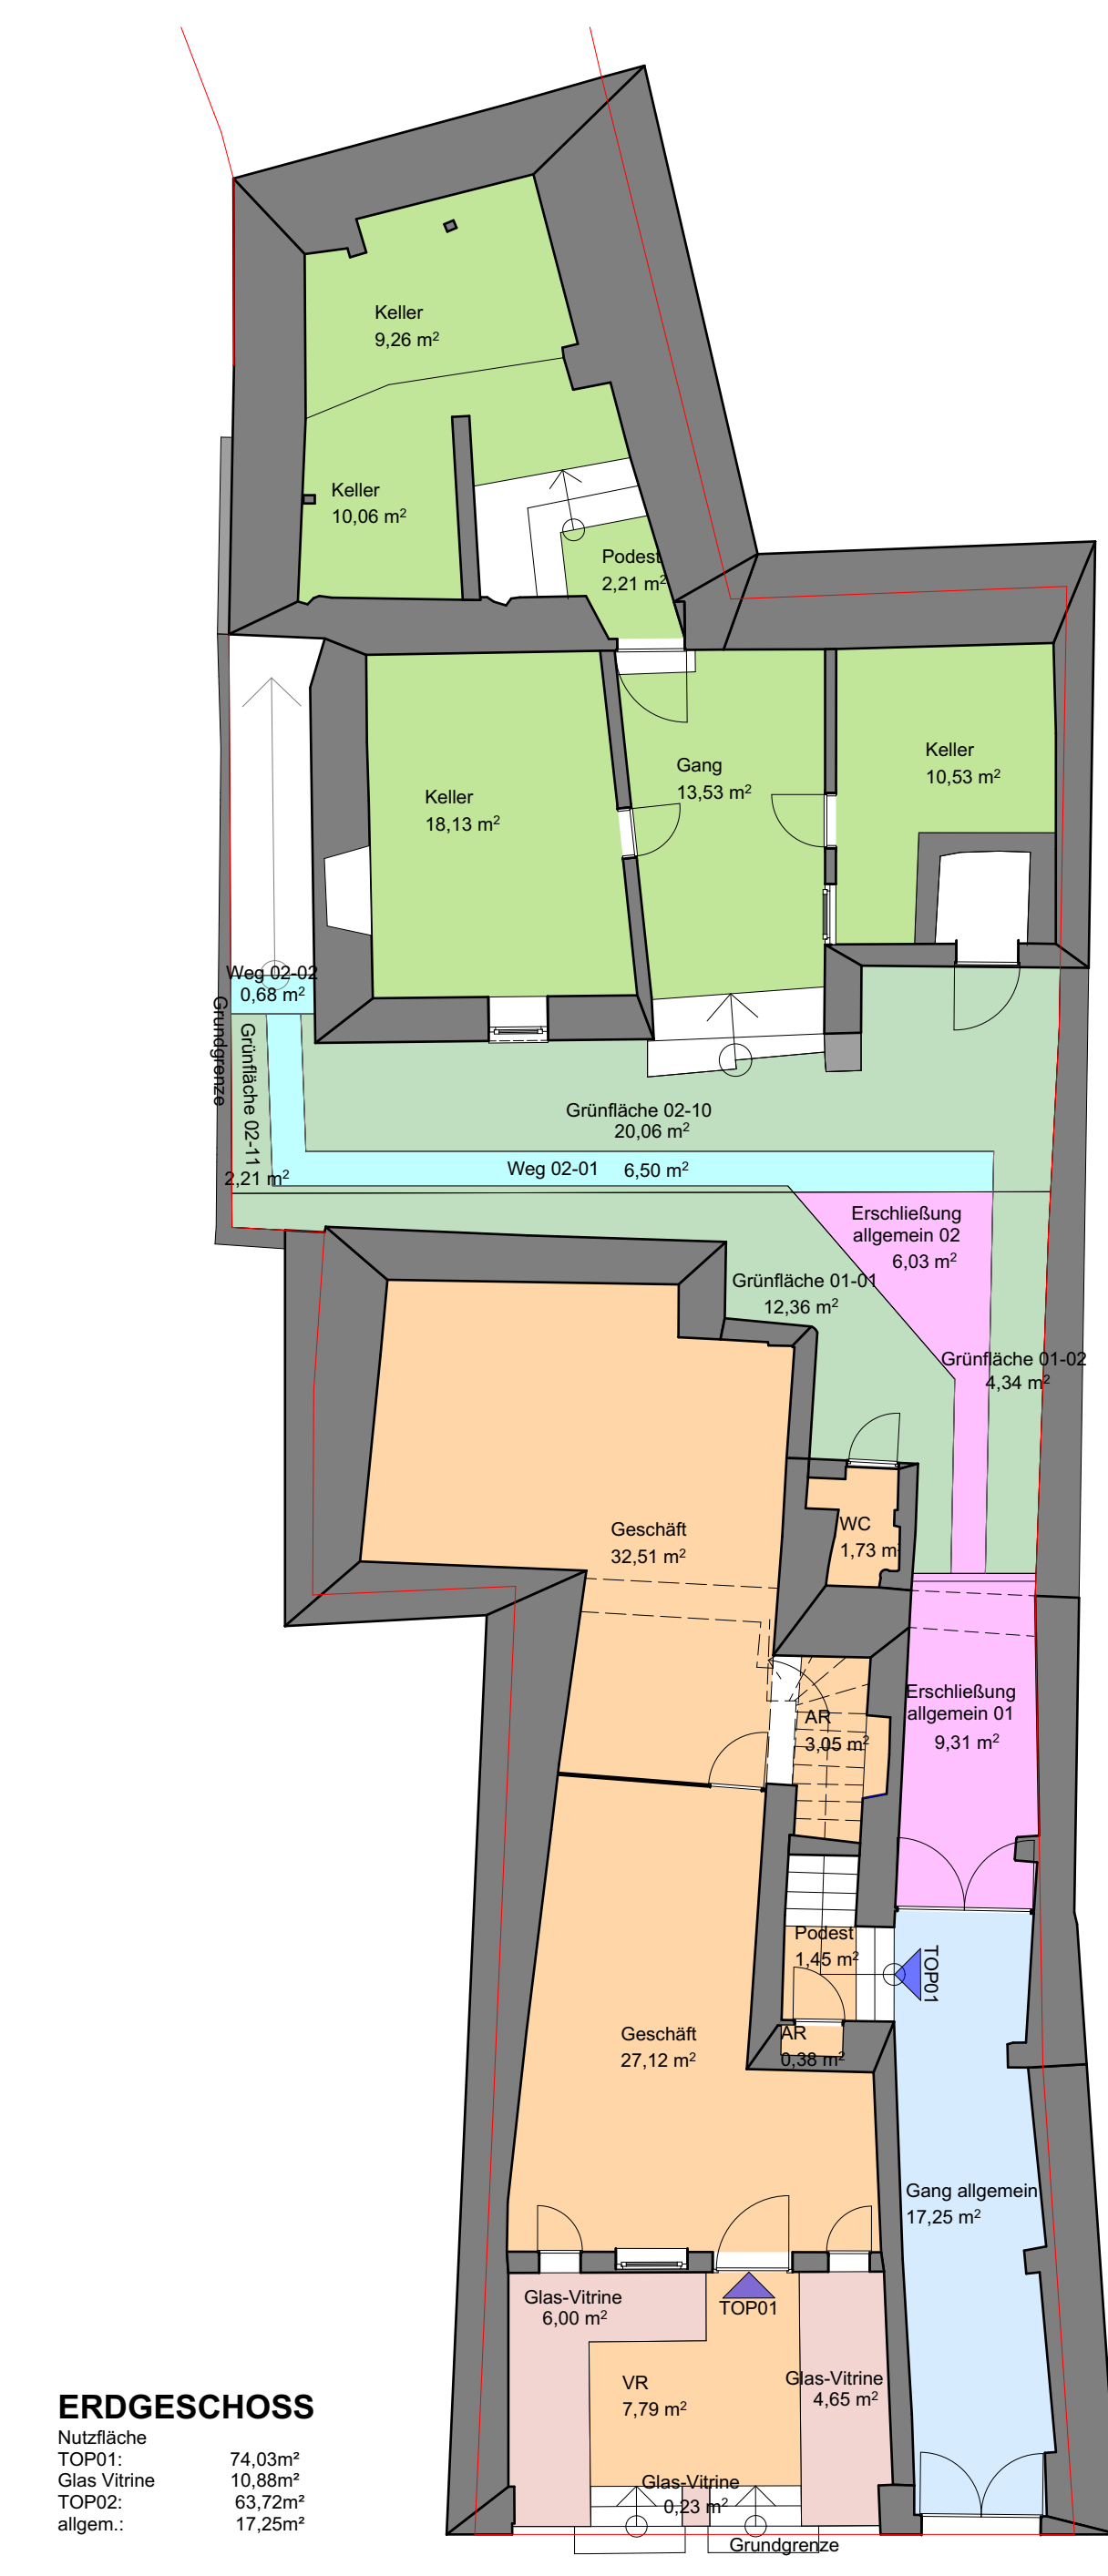 Keller
9,26 m²
Keller
10,06 m²
Podest
2,21 m²
Gang
13,53 m²
Keller
10,53 m²
Keller
18,13 m²
Weg 02-02
0,68 m²
Grundgrenze
Grünfläche 02-11
2,21 m²
Grünfläche 02-10
20,06 m²
Weg 02-01 6,50 m²
Erschließung
allgemein 02
6,03 m²
Grünfläche 01-01
12,36 m²
Grünfläche 01-02
4,34 m²
Geschäft
32,51 m²
WC
1,73 m
Erschließung
allgemein 01
9,31 m²
AR
3,05 m²
Podest
1,45 m²
TOP01
AR
0,38 m²
Geschäft
27,12 m²
Gang allgemein
17,25 m²
Glas-Vitrine
6,00 m²
TOP01
VR
7,79 m²
Glas-Vitrine
4,65 m²
Glas-Vitrine
0,23 m²
Grundgrenze
ERDGESCHOSS
Nutzfläche
TOP01: 74,03m²
Glas Vitrine 10,88m²
TOP02: 63,72m²
allgem.: 17,25m²